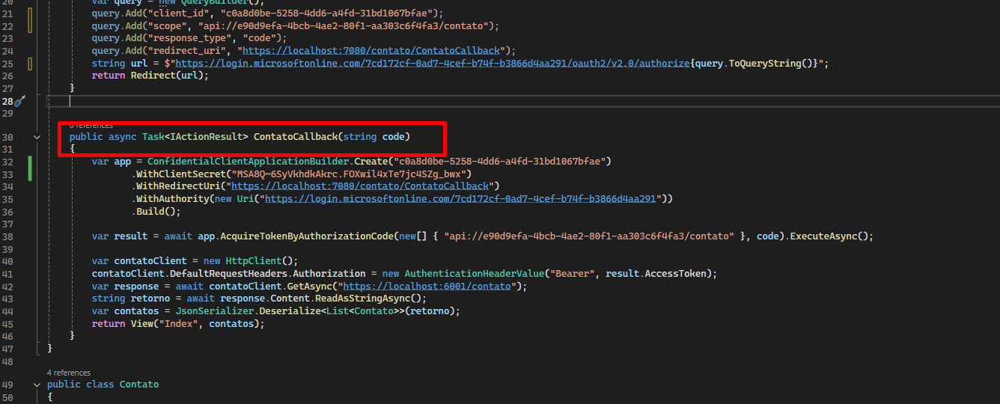 20 var query = new QueryBuilder();
21 query.Add("client_id", "c0a8d0be-5258-4dd6-a4fd-31bd1067bfae");
22 query.Add("scope", "api://e90d9efa-4bcb-4ae2-80f1-aa303c6f4fa3/contato");
23 query.Add("response_type", "code");
24 query.Add("redirect_uri", "https://localhost:7080/contato/ContatoCallback");
25 string url = $"https://login.microsoftonline.com/7cd172cf-0ad7-4cef-b74f-b3866d4aa291/oauth2/v2.0/authorize{query.ToQueryString()}";
26 return Redirect(url);
27 }
28
29
0 references
30 public async Task<IActionResult> ContatoCallback(string code)
31 {
32 var app = ConfidentialClientApplicationBuilder.Create("c0a8d0be-5258-4dd6-a4fd-31bd1067bfae")
33 .WithClientSecret("MSA8Q~6SyVkhdkAkrc.FOXwil4xTe7jc4SZg_bwx")
34 .WithRedirectUri("https://localhost:7080/contato/ContatoCallback")
35 .WithAuthority(new Uri("https://login.microsoftonline.com/7cd172cf-0ad7-4cef-b74f-b3866d4aa291"))
36 .Build();
37
38 var result = await app.AcquireTokenByAuthorizationCode(new[] { "api://e90d9efa-4bcb-4ae2-80f1-aa303c6f4fa3/contato" }, code).ExecuteAsync();
39
40 var contatoClient = new HttpClient();
41 contatoClient.DefaultRequestHeaders.Authorization = new AuthenticationHeaderValue("Bearer", result.AccessToken);
42 var response = await contatoClient.GetAsync("https://localhost:6001/contato");
43 string retorno = await response.Content.ReadAsStringAsync();
44 var contatos = JsonSerializer.Deserialize<List<Contato>>(retorno);
45 return View("Index", contatos);
46 }
47 }
48
4 references
49 public class Contato
50 {